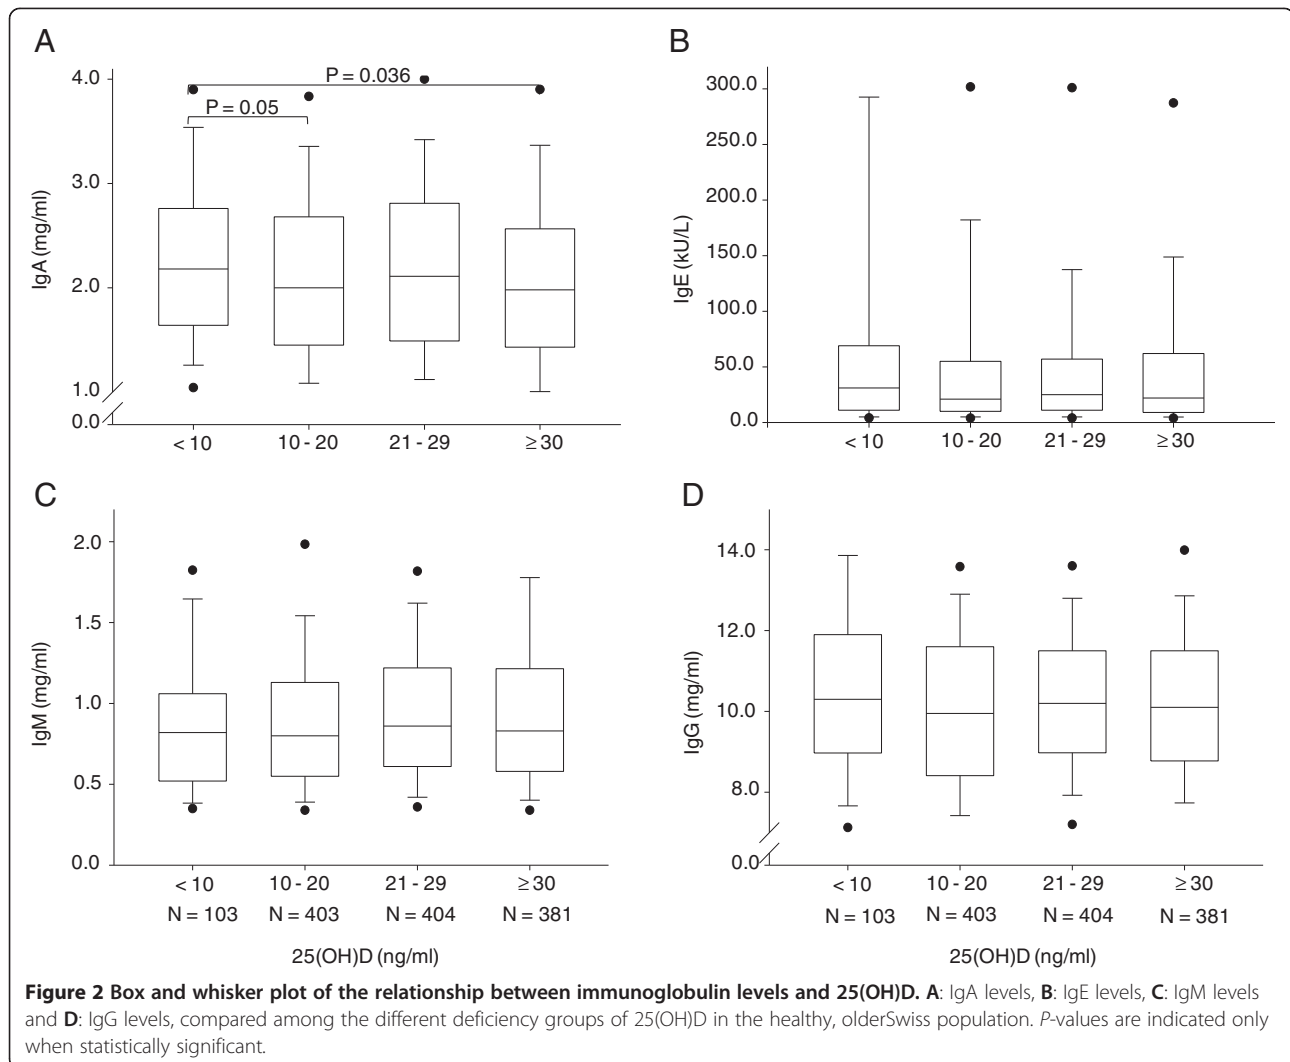 A
B
P = 0.036
P = 0.05
4.0
3.0
2.0
1.0
0.0
IgA (mg/ml)
< 10 10 - 20 21 - 29 ≥ 30
300.0
250.0
200.0
150.0
100.0
50.0
0.0
IgE (kU/L)
< 10 10 - 20 21 - 29 ≥ 30
C
D
2.0
1.5
1.0
0.5
0.0
IgM (mg/ml)
< 10 10 - 20 21 - 29 ≥ 30
N = 103 N = 403 N = 404 N = 381
25(OH)D (ng/ml)
14.0
12.0
10.0
8.0
0.0
IgG (mg/ml)
< 10 10 - 20 21 - 29 ≥ 30
N = 103 N = 403 N = 404 N = 381
25(OH)D (ng/ml)
Figure 2 Box and whisker plot of the relationship between immunoglobulin levels and 25(OH)D. A: IgA levels, B: IgE levels, C: IgM levels
and D: IgG levels, compared among the different deficiency groups of 25(OH)D in the healthy, olderSwiss population. P-values are indicated only
when statistically significant.